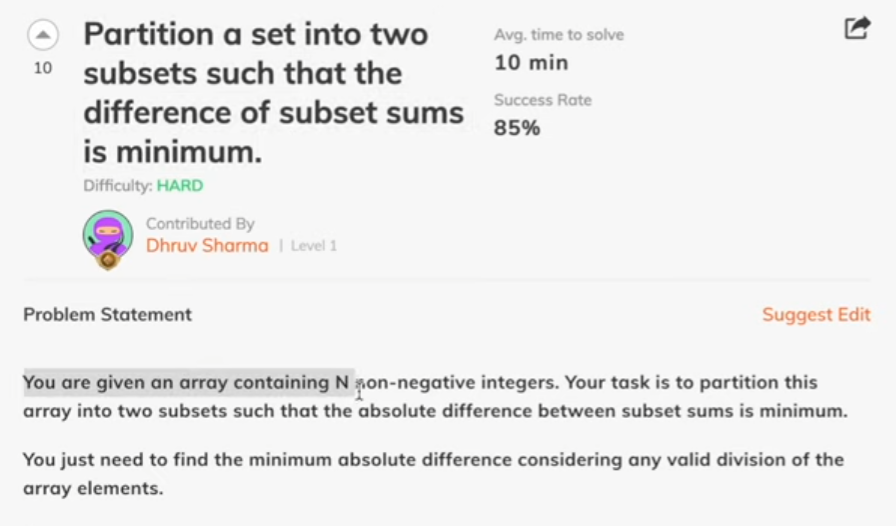 Partition a set into two
subsets such that the
difference of subset sums
is minimum.
10
Difficulty: HARD
Contributed By
Dhruv Sharma | Level 1
Avg. time to solve
10 min
Success Rate
85%
Problem Statement
Suggest Edit
You are given an array containing N non-negative integers. Your task is to partition this
array into two subsets such that the absolute difference between subset sums is minimum.
You just need to find the minimum absolute difference considering any valid division of the
array elements.